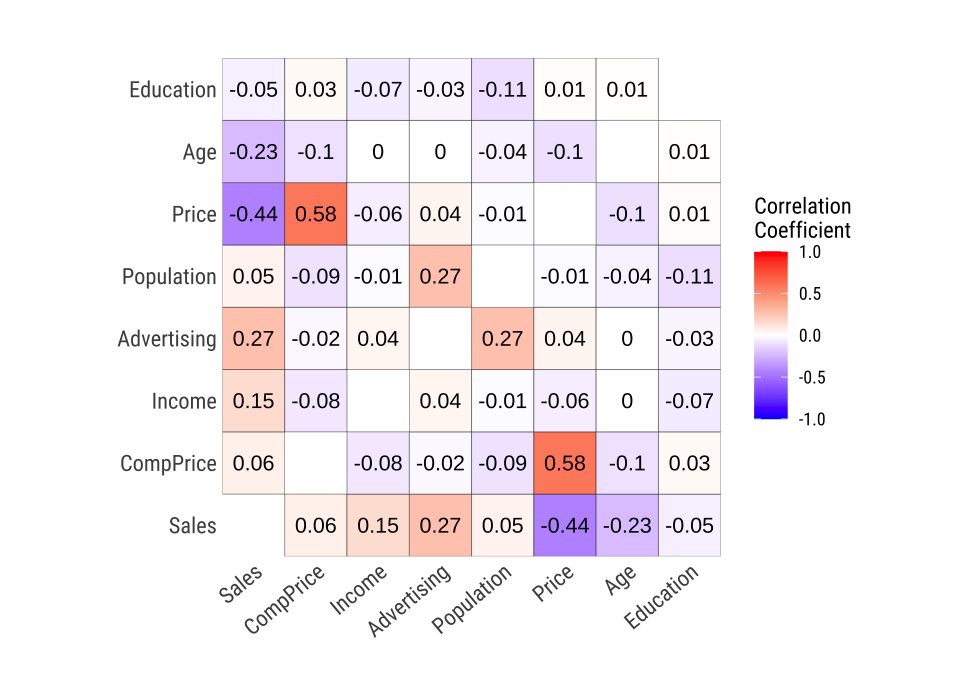 Education -0.05 0.03 -0.07 -0.03 -0.11 0.01 0.01
Age -0.23 -0.1 0 0 -0.04 -0.1 0.01
Price -0.44 0.58 -0.06 0.04 -0.01 -0.1 0.01
Population 0.05 -0.09 -0.01 0.27 -0.01 -0.04 -0.11
Advertising 0.27 -0.02 0.04 0.27 0.04 0 -0.03
Income 0.15 -0.08 0.04 -0.01 -0.06 0 -0.07
CompPrice 0.06 -0.08 -0.02 -0.09 0.58 -0.1 0.03
Sales 0.06 0.15 0.27 0.05 -0.44 -0.23 -0.05
Sales CompPrice Income Advertising Population Price Age Education
Correlation
Coefficient
1.0
0.5
0.0
-0.5
-1.0